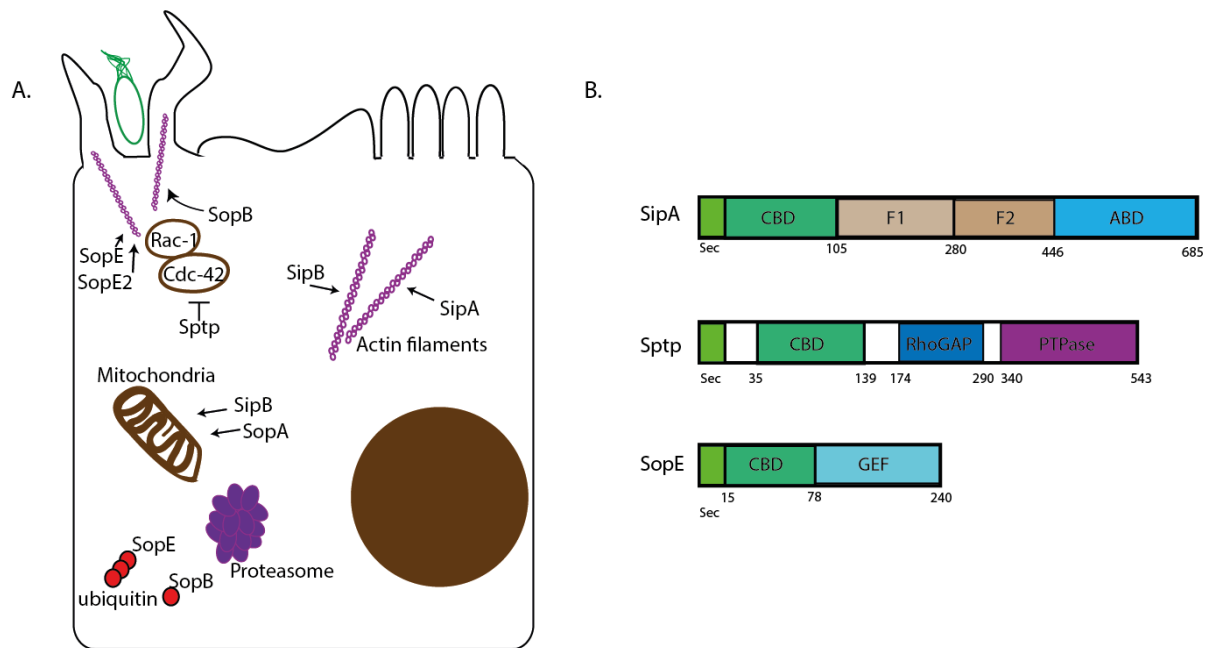 A.
SopB
Rac-1
SopE
SopE2
Cdc-42
Sptp
SipB
SipA
Actin filaments
Mitochondria
SipB
SopA
SopE
Proteasome
SopB
ubiquitin
B.
SipA
CBD F1 F2 ABD
Sec 105 280 446 685
Sptp
CBD RhoGAP PTPase
Sec 35 139 174 290 340 543
SopE
CBD GEF
15 78 240
Sec